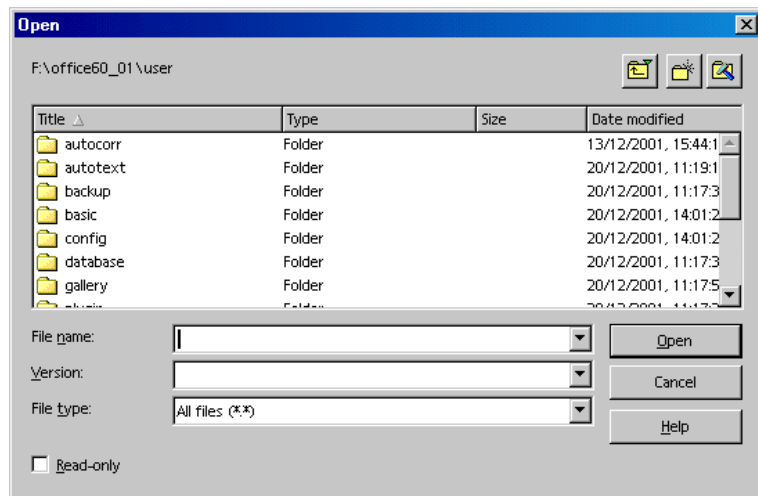 Open
F:\office60_01\user
Title Type Size Date modified
autocorr Folder 13/12/2001, 15:44:1
autotext Folder 20/12/2001, 11:19:1
backup Folder 20/12/2001, 11:17:3
basic Folder 20/12/2001, 14:01:2
config Folder 20/12/2001, 14:01:2
database Folder 20/12/2001, 11:17:3
gallery Folder 20/12/2001, 11:17:5
File name: Open
Version: Cancel
File type: All files (*.*) Help
Read-only